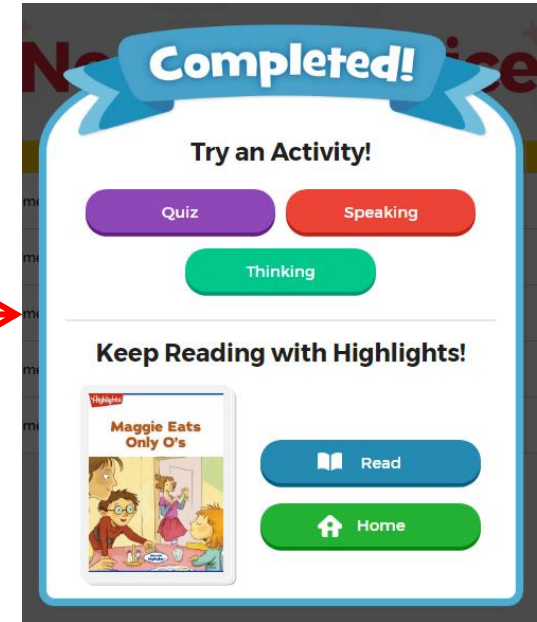 Completed!
Try an Activity!
Quiz
Speaking
Thinking
Keep Reading with Highlights!
Highlights
Maggie Eats
Only O's
Read
Home